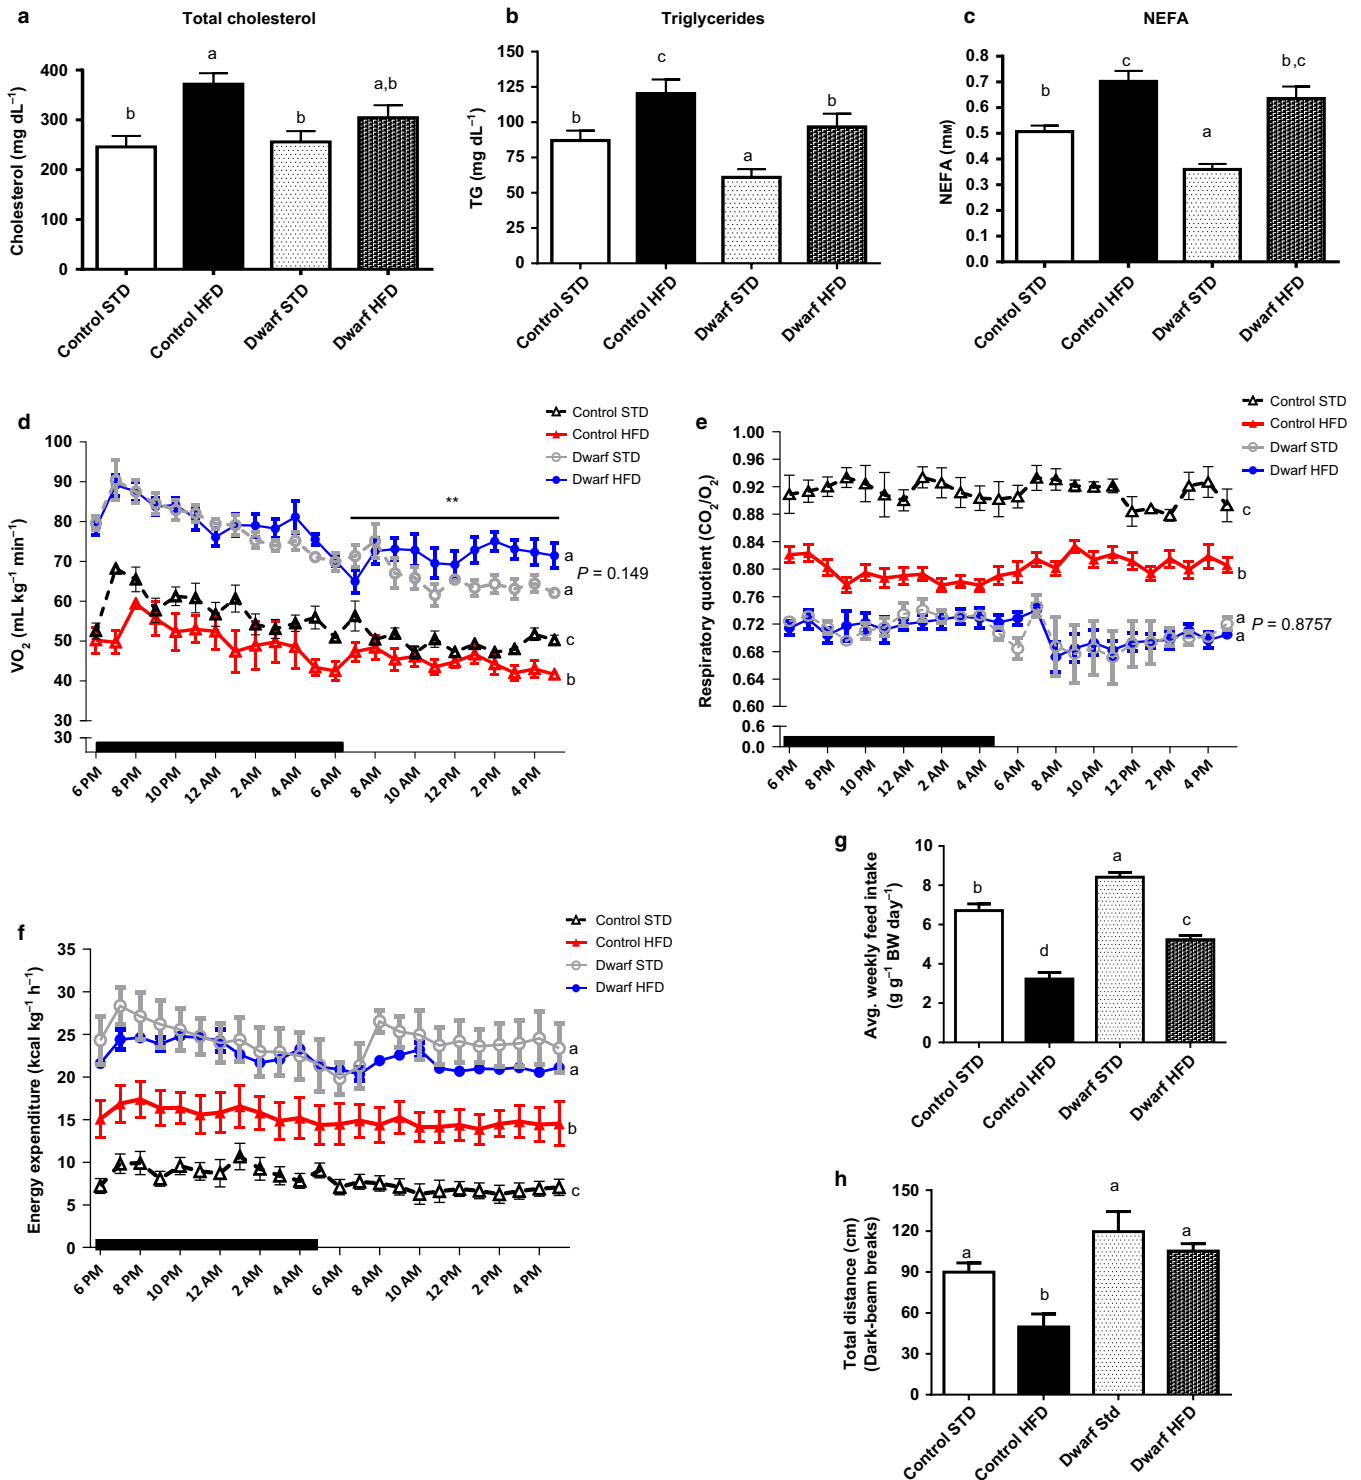 a
Total cholesterol
Cholesterol (mg dL⁻¹)
400
300
200
100
0
b
a
b
a,b
Control STD
Control HFD
Dwarf STD
Dwarf HFD
b
Triglycerides
TG (mg dL⁻¹)
150
125
100
75
50
25
0
b
c
a
b
Control STD
Control HFD
Dwarf STD
Dwarf HFD
c
NEFA
NEFA (mM)
0.8
0.7
0.6
0.5
0.4
0.3
0.2
0.1
0.0
b
c
a
b,c
Control STD
Control HFD
Dwarf STD
Dwarf HFD
d
Control STD
Control HFD
Dwarf STD
Dwarf HFD
VO₂ (mL kg⁻¹ min⁻¹)
100
90
80
70
60
50
40
30
30
**
a
P = 0.149
a
c
b
6 PM
8 PM
10 PM
12 AM
2 AM
4 AM
6 AM
8 AM
10 AM
12 PM
2 PM
4 PM
e
Control STD
Control HFD
Dwarf STD
Dwarf HFD
Respiratory quotient (CO₂/O₂)
1.00
0.96
0.92
0.88
0.84
0.80
0.76
0.72
0.68
0.64
0.60
0.6
0.0
c
b
a
P = 0.8757
a
6 PM
8 PM
10 PM
12 AM
2 AM
4 AM
6 AM
8 AM
10 AM
12 PM
2 PM
4 PM
f
Control STD
Control HFD
Dwarf STD
Dwarf HFD
Energy expenditure (kcal kg⁻¹ h⁻¹)
35
30
25
20
15
10
5
0
a
a
b
c
6 PM
8 PM
10 PM
12 AM
2 AM
4 AM
6 AM
8 AM
10 AM
12 PM
2 PM
4 PM
g
Avg. weekly feed intake
(g g⁻¹ BW day⁻¹)
10
8
6
4
2
0
b
d
a
c
Control STD
Control HFD
Dwarf STD
Dwarf HFD
h
Total distance (cm)
(Dark-beam breaks)
150
120
90
60
30
0
a
b
a
a
Control STD
Control HFD
Dwarf Std
Dwarf HFD